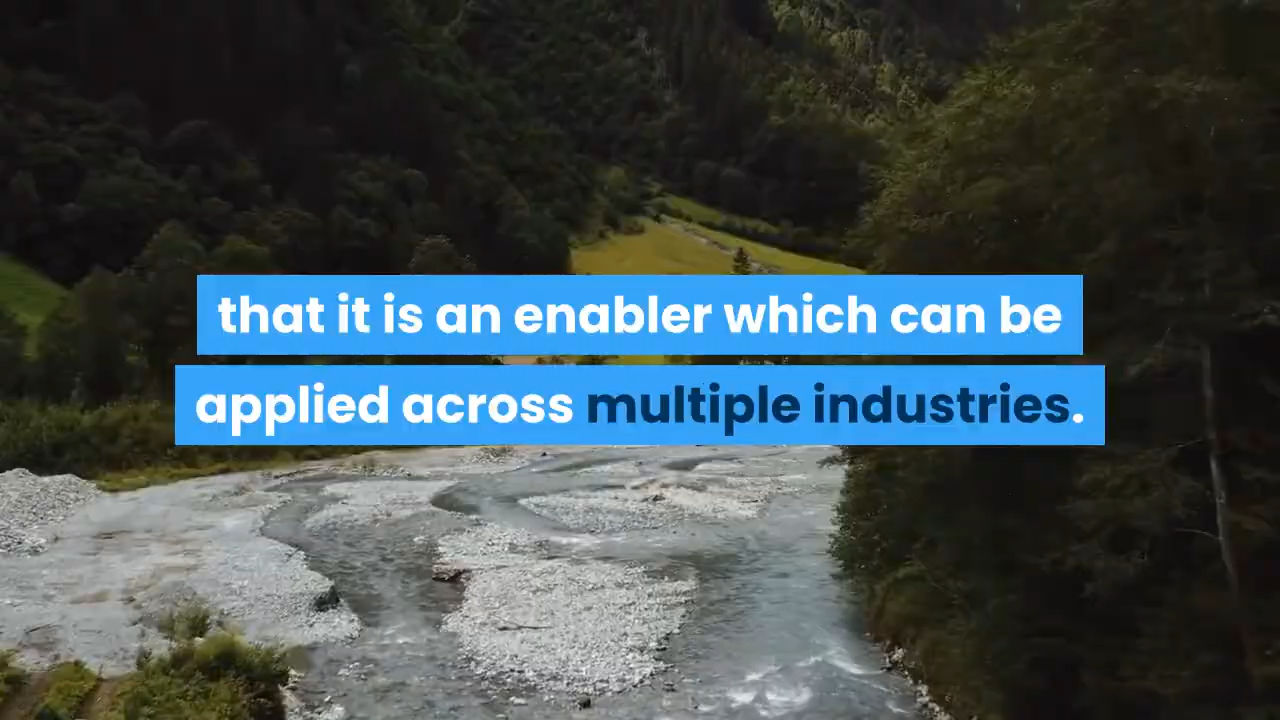 that it is an enabler which can be
applied across multiple industries.